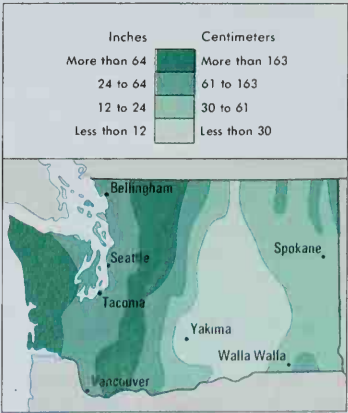 Inches Centimeters
More than 64 More than 163
24 to 64 61 to 163
12 to 24 30 to 61
Less than 12 Less than 30
Bellingham
Seattle
Spokane
Tacoma
Yakima
Walla Walla
Vancouver